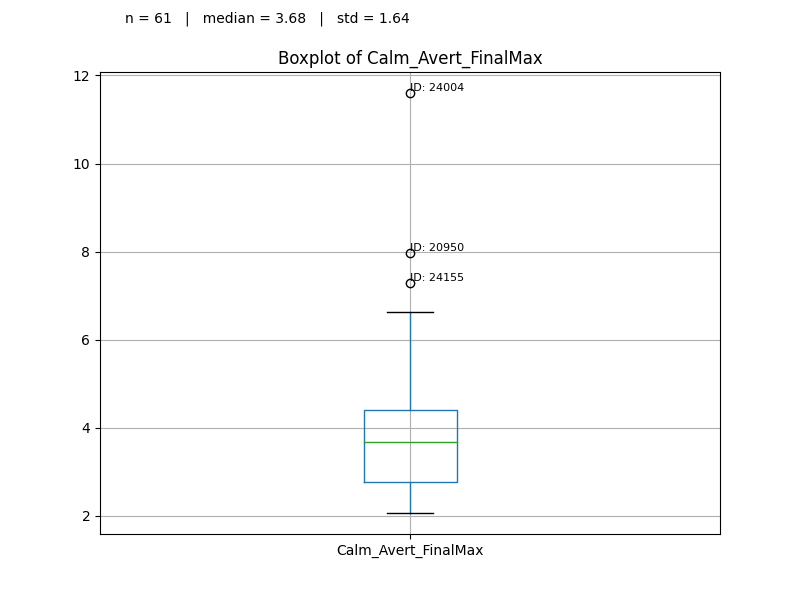 n = 61   |   median = 3.68   |   std = 1.64
Boxplot of Calm_Avert_FinalMax
12
ID: 24004
10
8
ID: 20950
ID: 24155
6
4
2
Calm_Avert_FinalMax